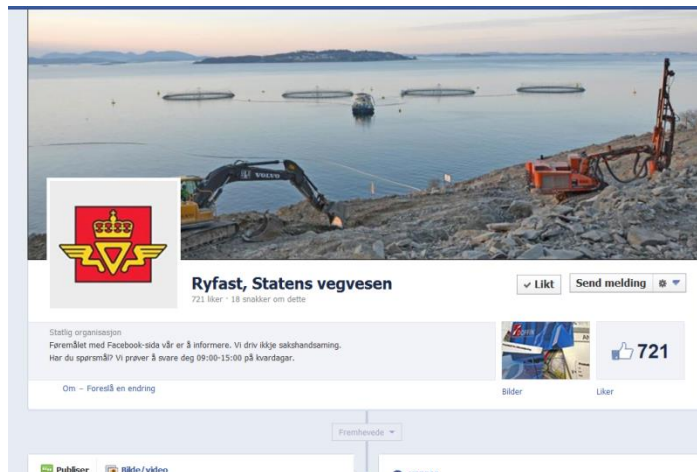 VOLVO
Ryfast, Statens vegvesen
721 liker · 18 snakker om dette
Likt
Send melding
Statlig organisasjon
Føremålet med Facebook-sida vår er å informere. Vi driv ikkje sakshandsaming.
Har du spørsmål? Vi prøver å svare deg 09:00-15:00 på kvardagar.
721
Om – Foreslå en endring
Bilder
Liker
Fremhevede
Publiser
Bilde/video